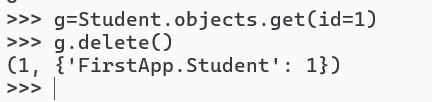 >>> g=Student.objects.get(id=1)
>>> g.delete()
(1, {'FirstApp.Student': 1})
>>>